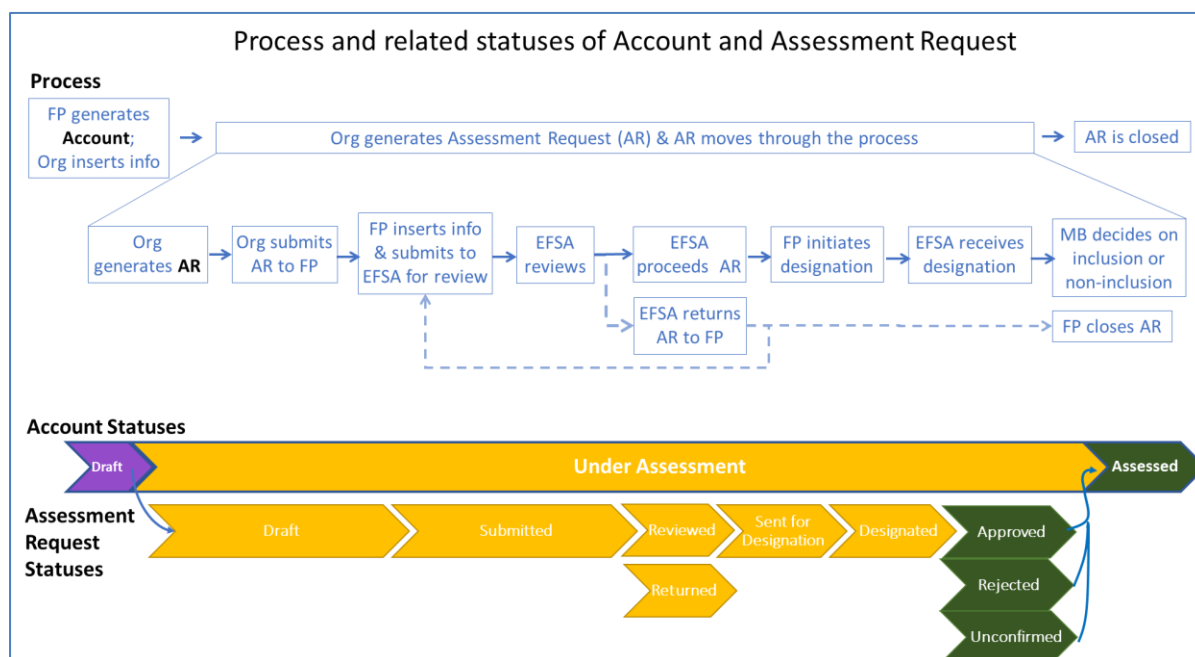 Process and related statuses of Account and Assessment Request
Process
FP generates
Account;
Org inserts info
Org generates Assessment Request (AR) & AR moves through the process
AR is closed
Org
generates AR
Org submits
AR to FP
FP inserts info
& submits to
EFSA for review
EFSA
reviews
EFSA
proceeds AR
FP initiates
designation
EFSA receives
designation
MB decides on
inclusion or
non-inclusion
EFSA returns
AR to FP
FP closes AR
Account Statuses
Draft
Under Assessment
Assessed
Assessment
Request
Statuses
Draft
Submitted
Reviewed
Sent for
Designation
Designated
Approved
Returned
Rejected
Unconfirmed